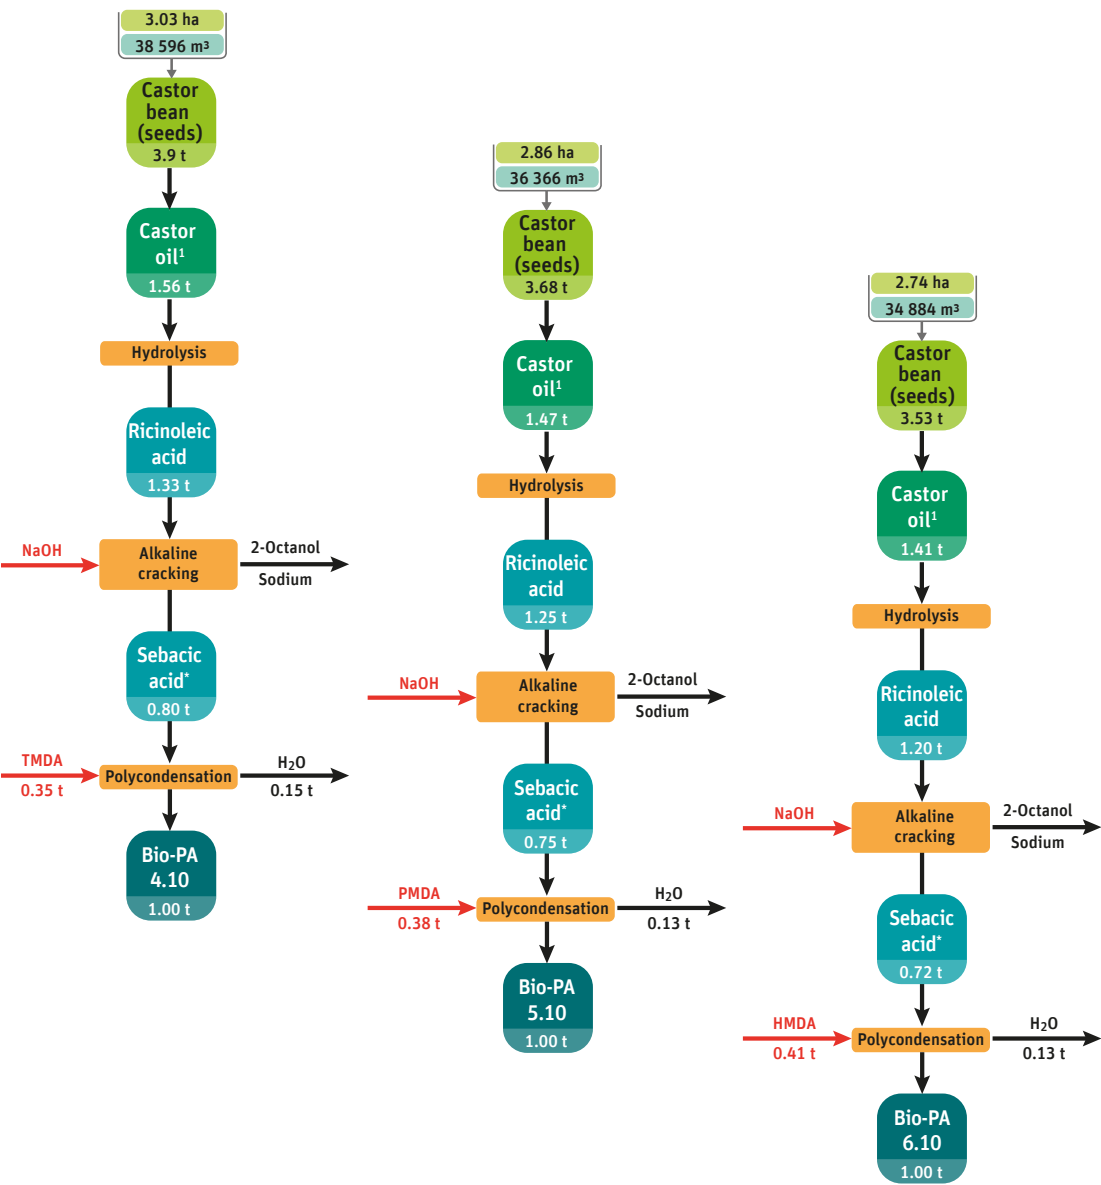 3.03 ha
38 596 m³
Castor
bean
(seeds)
3.9 t
Castor
oil¹
1.56 t
Hydrolysis
Ricinoleic
acid
1.33 t
NaOH
Alkaline
cracking
2-Octanol
Sodium
Sebacic
acid*
0.80 t
TMDA
0.35 t
Polycondensation
H₂O
0.15 t
Bio-PA
4.10
1.00 t
2.86 ha
36 366 m³
Castor
bean
(seeds)
3.68 t
Castor
oil¹
1.47 t
Hydrolysis
Ricinoleic
acid
1.25 t
NaOH
Alkaline
cracking
2-Octanol
Sodium
Sebacic
acid*
0.75 t
PMDA
0.38 t
Polycondensation
H₂O
0.13 t
Bio-PA
5.10
1.00 t
2.74 ha
34 884 m³
Castor
bean
(seeds)
3.53 t
Castor
oil¹
1.41 t
Hydrolysis
Ricinoleic
acid
1.20 t
NaOH
Alkaline
cracking
2-Octanol
Sodium
Sebacic
acid*
0.72 t
HMDA
0.41 t
Polycondensation
H₂O
0.13 t
Bio-PA
6.10
1.00 t